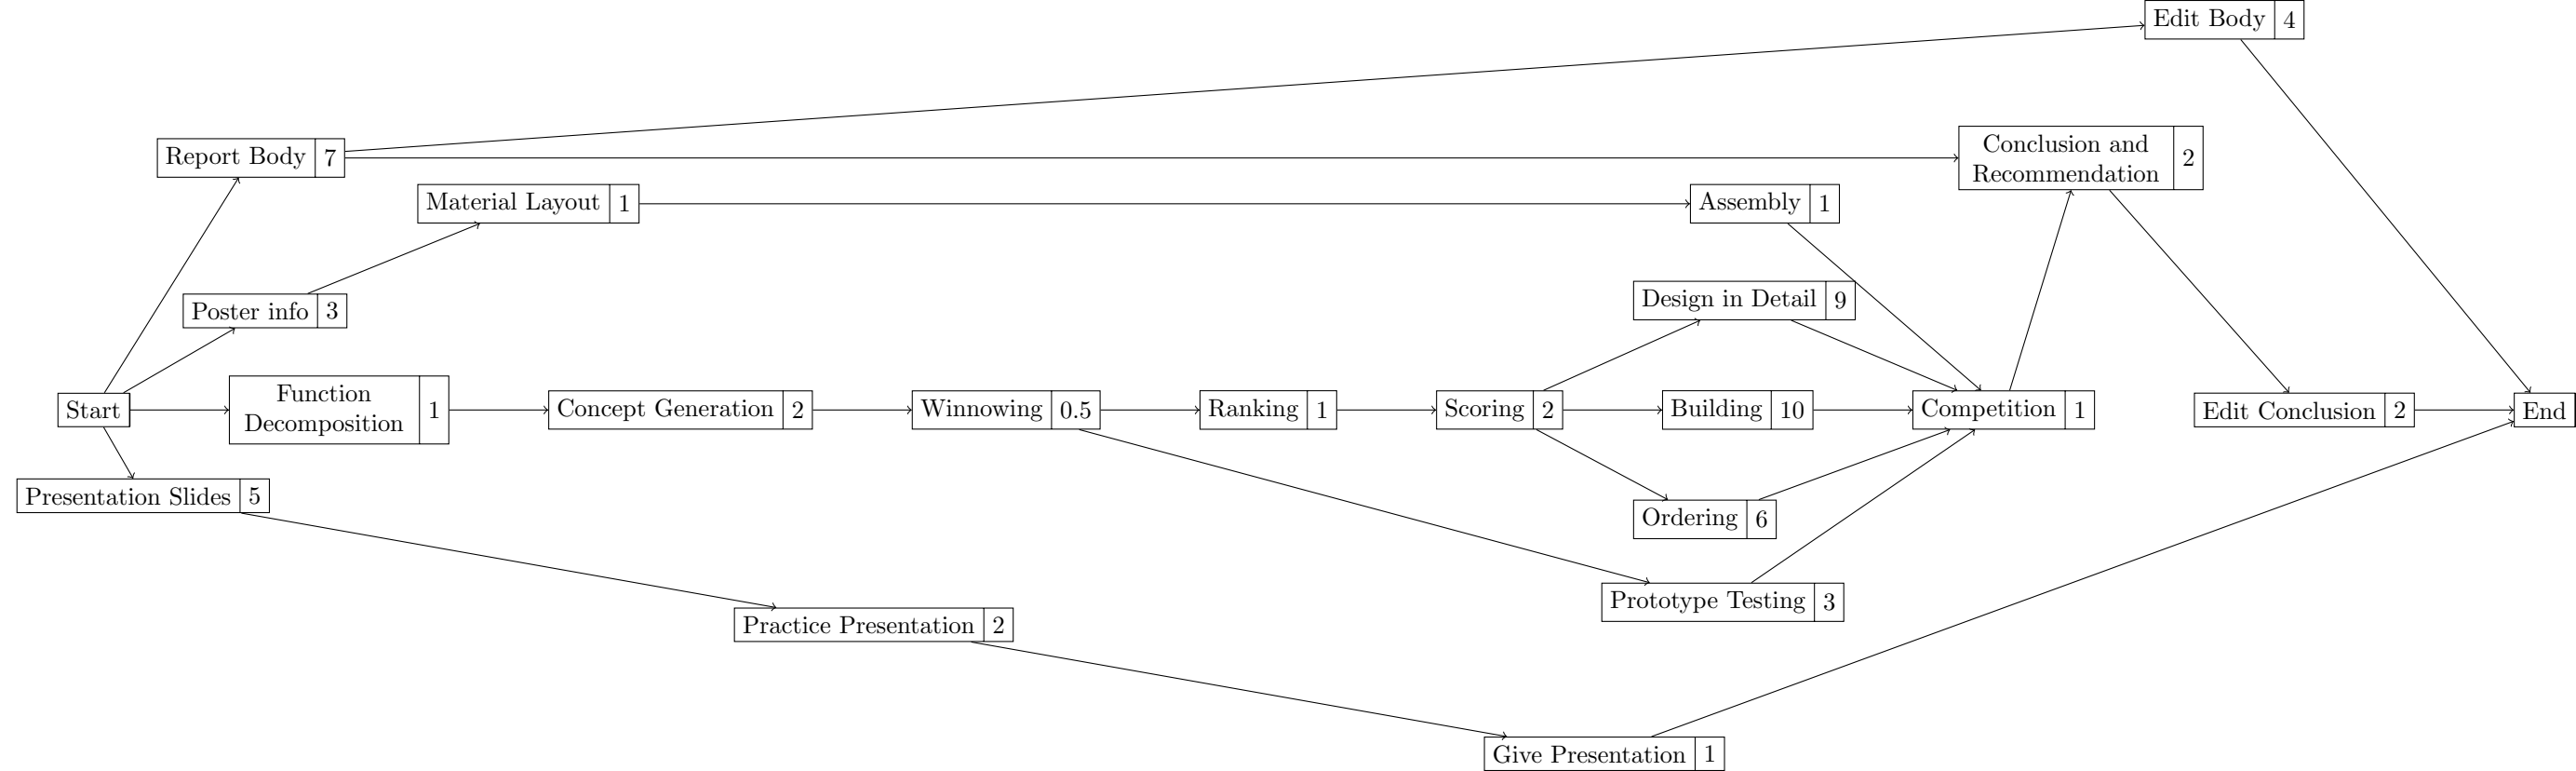 Edit Body 4
Report Body 7
Conclusion and
Recommendation 2
Material Layout 1
Assembly 1
Design in Detail 9
Poster info 3
Start
Function
Decomposition 1
Concept Generation 2
Winnowing 0.5
Ranking 1
Scoring 2
Building 10
Competition 1
Edit Conclusion 2
End
Presentation Slides 5
Ordering 6
Prototype Testing 3
Practice Presentation 2
Give Presentation 1